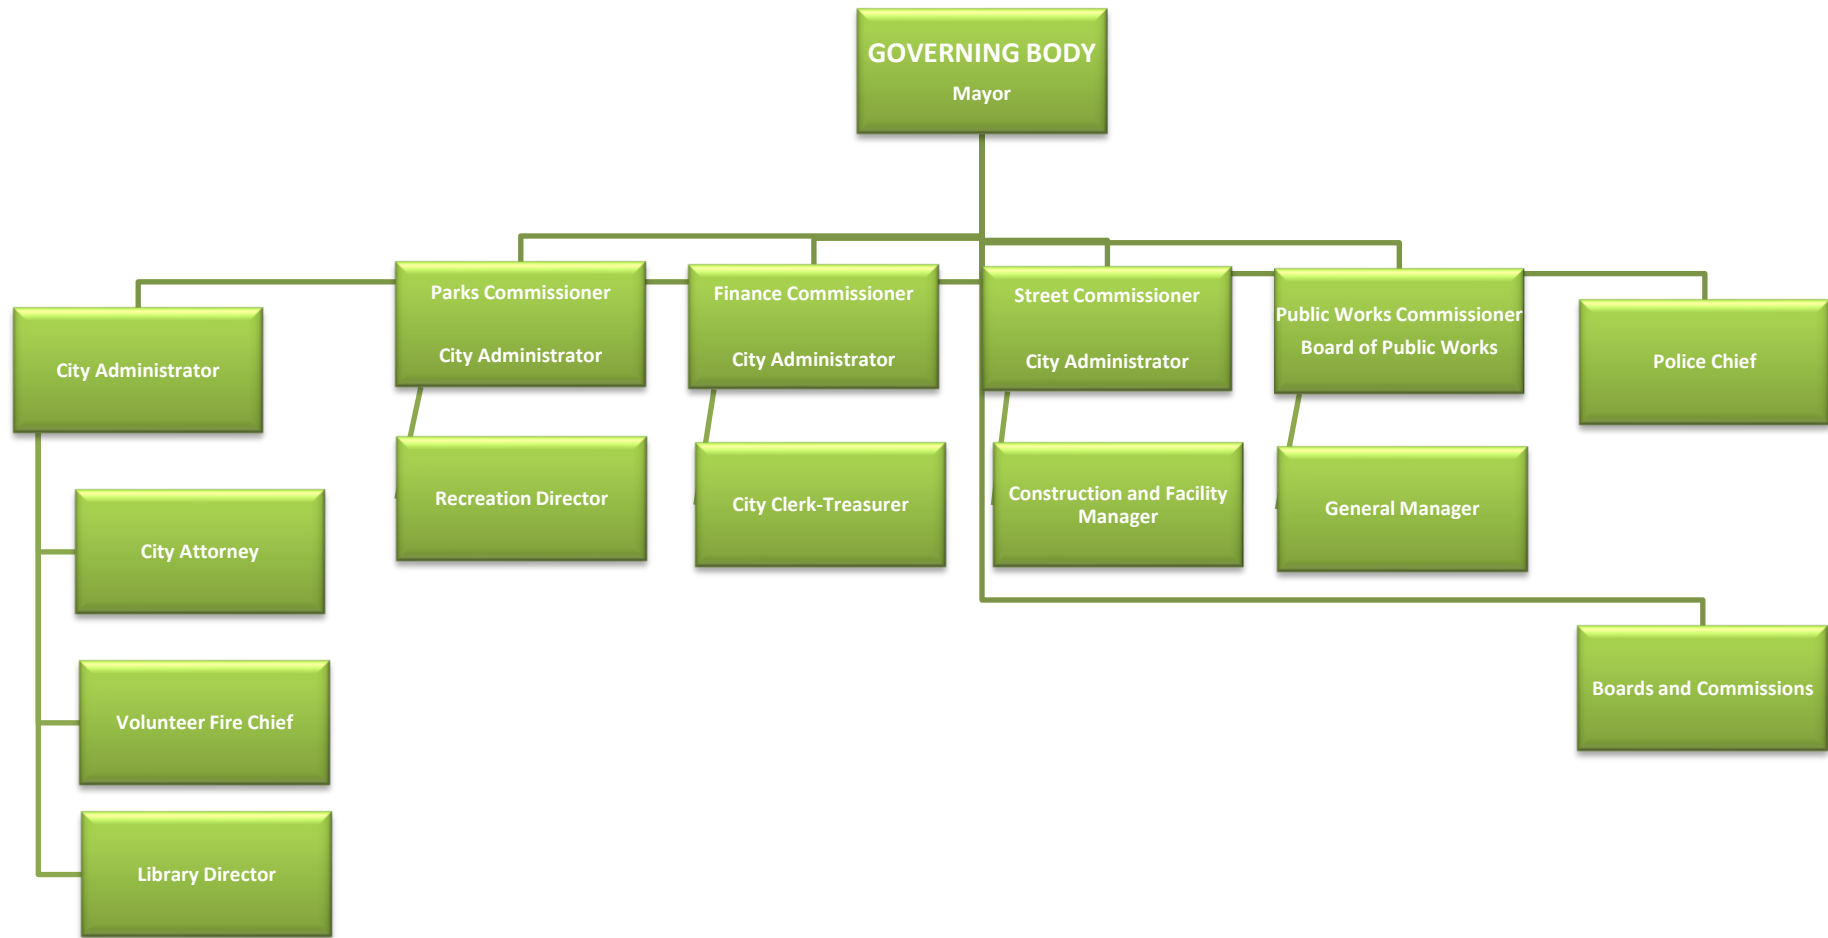 GOVERNING BODY
Mayor
Parks Commissioner
City Administrator
Finance Commissioner
City Administrator
Street Commissioner
City Administrator
Public Works Commissioner
Board of Public Works
City Administrator
Police Chief
Recreation Director
City Clerk-Treasurer
Construction and Facility
Manager
General Manager
City Attorney
Boards and Commissions
Volunteer Fire Chief
Library Director